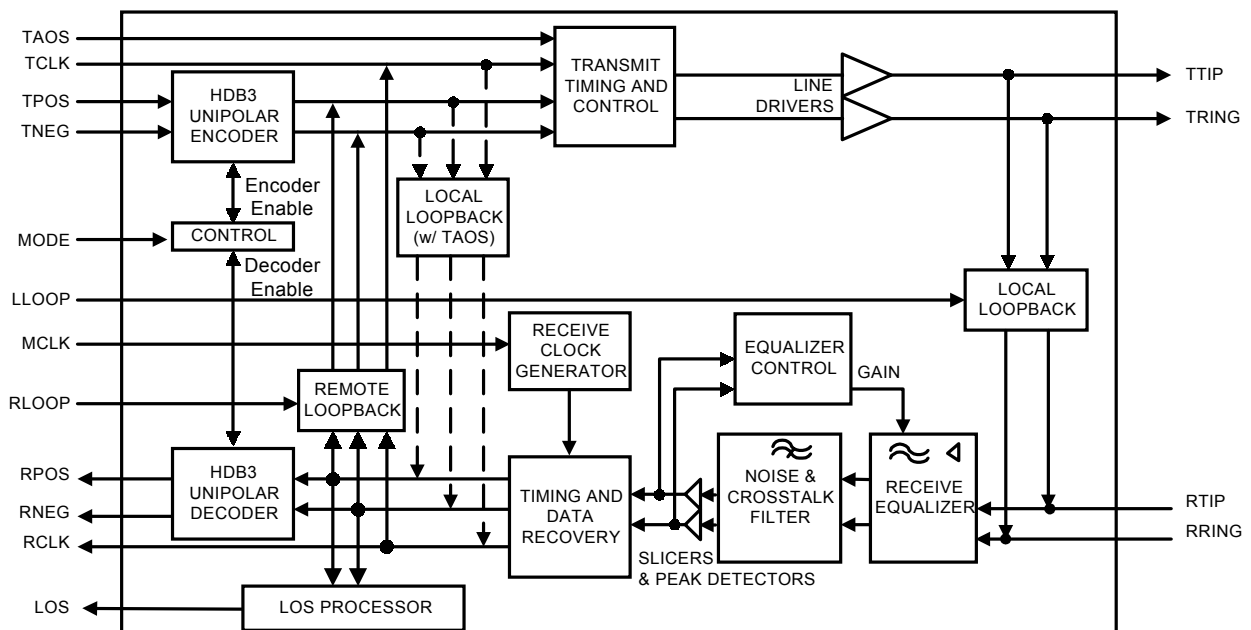 TAOS
TCLK
TPOS
TNEG
HDB3
UNIPOLAR
ENCODER
TRANSMIT
TIMING AND
CONTROL
LINE
DRIVERS
TTIP
TRING
Encoder
Enable
LOCAL
LOOPBACK
(w/ TAOS)
MODE
CONTROL
Decoder
Enable
LLOOP
LOCAL
LOOPBACK
MCLK
RECEIVE
CLOCK
GENERATOR
EQUALIZER
CONTROL
GAIN
RLOOP
REMOTE
LOOPBACK
RPOS
RNEG
RCLK
HDB3
UNIPOLAR
DECODER
TIMING AND
DATA
RECOVERY
NOISE &
CROSSTALK
FILTER
RECEIVE
EQUALIZER
RTIP
RRING
SLICERS
& PEAK DETECTORS
LOS
LOS PROCESSOR